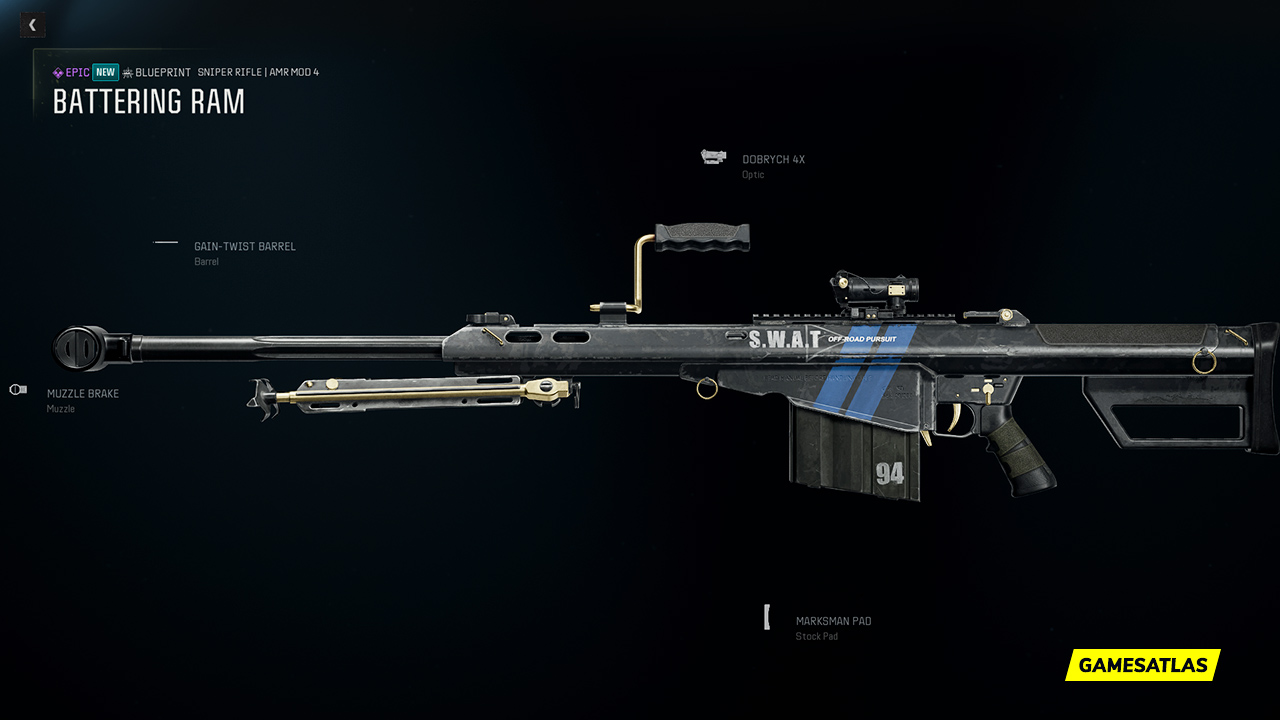 EPIC NEW BLUEPRINT SNIPER RIFLE | AMR MOD 4
BATTERING RAM
DOBRYCH 4X
Optic
GAIN-TWIST BARREL
Barrel
S.W.A.T OFF-ROAD PURSUIT
MUZZLE BRAKE
Muzzle
94
MARKSMAN PAD
Stock Pad
GAMESATLAS